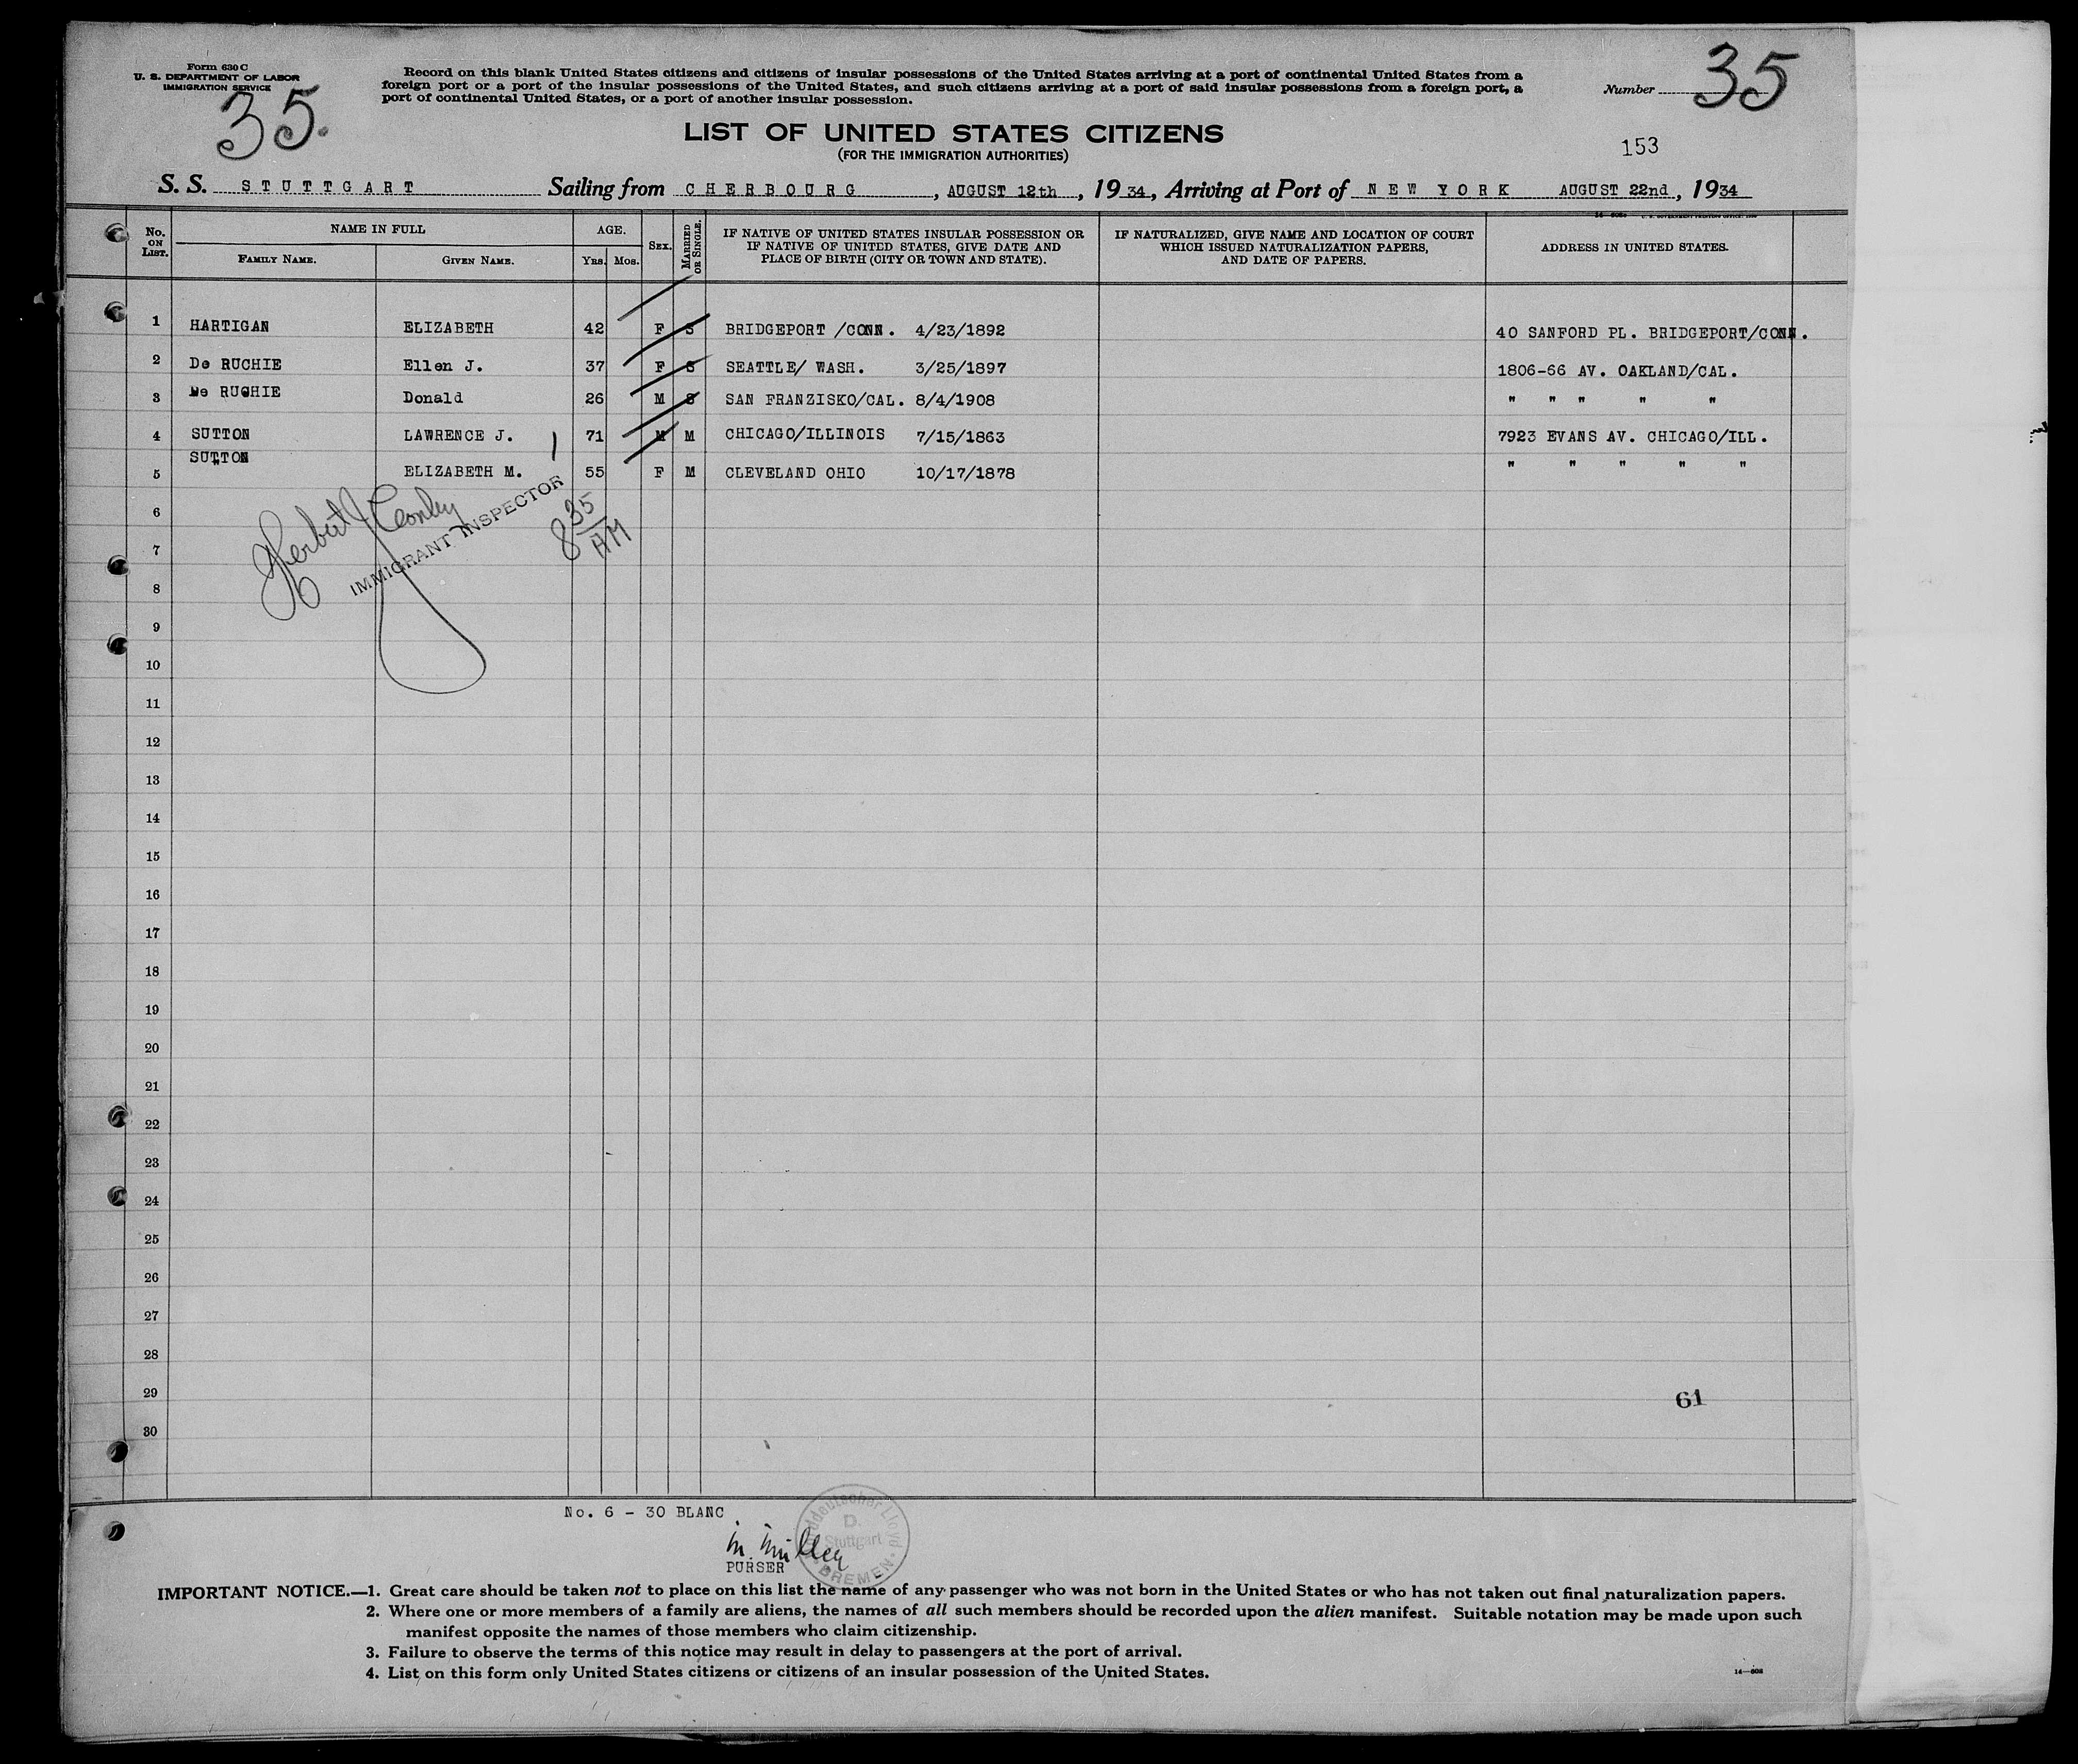 Form 630 C
U. S. DEPARTMENT OF LABOR
IMMIGRATION SERVICE
35.
Record on this blank United States citizens and citizens of insular possessions of the United States arriving at a port of continental United States from a
foreign port or a port of the insular possessions of the United States, and such citizens arriving at a port of said insular possessions from a foreign port, a
port of continental United States, or a port of another insular possession.
Number 35
LIST OF UNITED STATES CITIZENS
(FOR THE IMMIGRATION AUTHORITIES)
153
S. S. STUTTGART Sailing from CHERBOURG, AUGUST 12th, 1934, Arriving at Port of NEW YORK AUGUST 22nd, 1934
No. ON LIST. NAME IN FULL AGE. SEX. MARRIED OR SINGLE. IF NATIVE OF UNITED STATES INSULAR POSSESSION OR IF NATIVE OF UNITED STATES, GIVE DATE AND PLACE OF BIRTH (CITY OR TOWN AND STATE). IF NATURALIZED, GIVE NAME AND LOCATION OF COURT WHICH ISSUED NATURALIZATION PAPERS, AND DATE OF PAPERS. ADDRESS IN UNITED STATES.
FAMILY NAME. GIVEN NAME. YRS. MOS.
1 HARTIGAN ELIZABETH 42 F S BRIDGEPORT /CONN. 4/23/1892 40 SANFORD PL. BRIDGEPORT/CONN.
2 De RUCHIE Ellen J. 37 F S SEATTLE/ WASH. 3/25/1897 1806-66 AV. OAKLAND/CAL.
3 De RUCHIE Donald 26 M S SAN FRANZISKO/CAL. 8/4/1908 " " " " "
4 SUTTON LAWRENCE J. 71 M M CHICAGO/ILLINOIS 7/15/1863 7923 EVANS AV. CHICAGO/ILL.
5 SUTTON ELIZABETH M. 55 F M CLEVELAND OHIO 10/17/1878 " " " " "
6
Herbert J Conley
IMMIGRANT INSPECTOR
8 35 AM
7
8
9
10
11
12
13
14
15
16
17
18
19
20
21
22
23
24
25
26
27
28
29
61
30
No. 6 - 30 BLANC
PURSER
Norddeutscher Lloyd
D.
Stuttgart
BREMEN
IMPORTANT NOTICE.—1. Great care should be taken not to place on this list the name of any passenger who was not born in the United States or who has not taken out final naturalization papers.
2. Where one or more members of a family are aliens, the names of all such members should be recorded upon the alien manifest. Suitable notation may be made upon such
manifest opposite the names of those members who claim citizenship.
3. Failure to observe the terms of this notice may result in delay to passengers at the port of arrival.
4. List on this form only United States citizens or citizens of an insular possession of the United States.